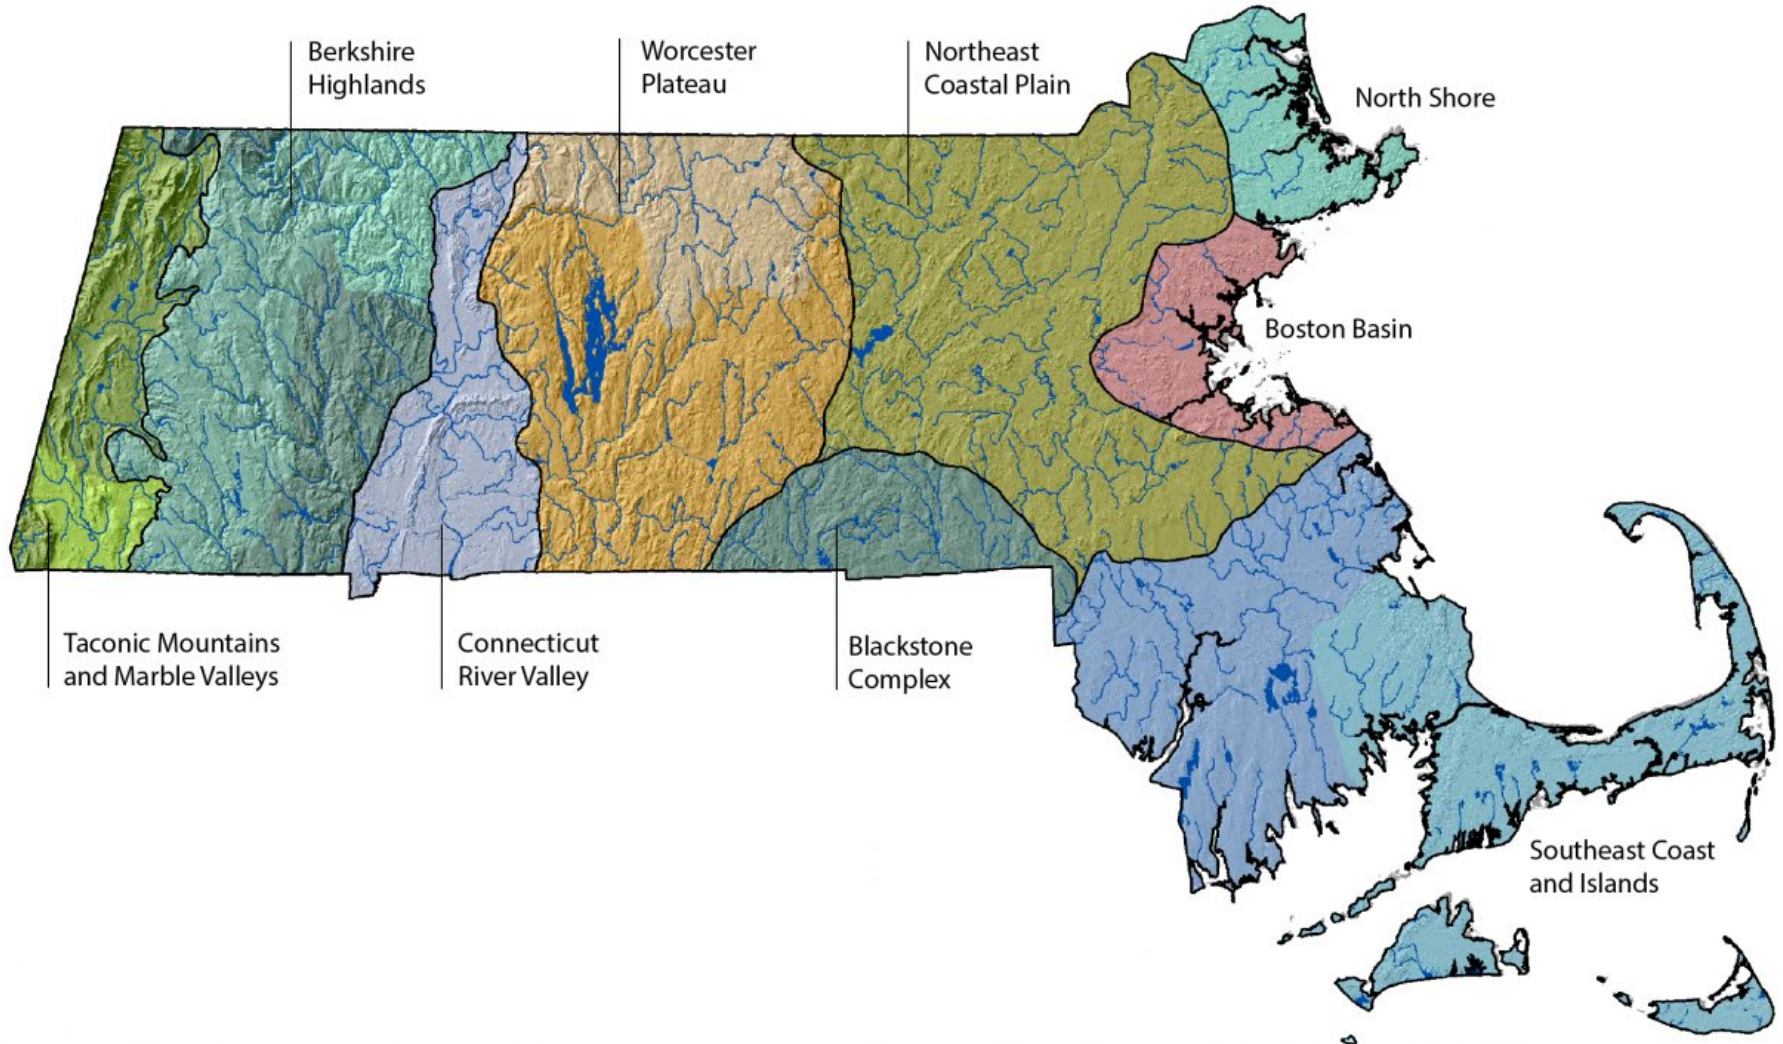 Berkshire
Highlands
Worcester
Plateau
Northeast
Coastal Plain
North Shore
Boston Basin
Taconic Mountains
and Marble Valleys
Connecticut
River Valley
Blackstone
Complex
Southeast Coast
and Islands